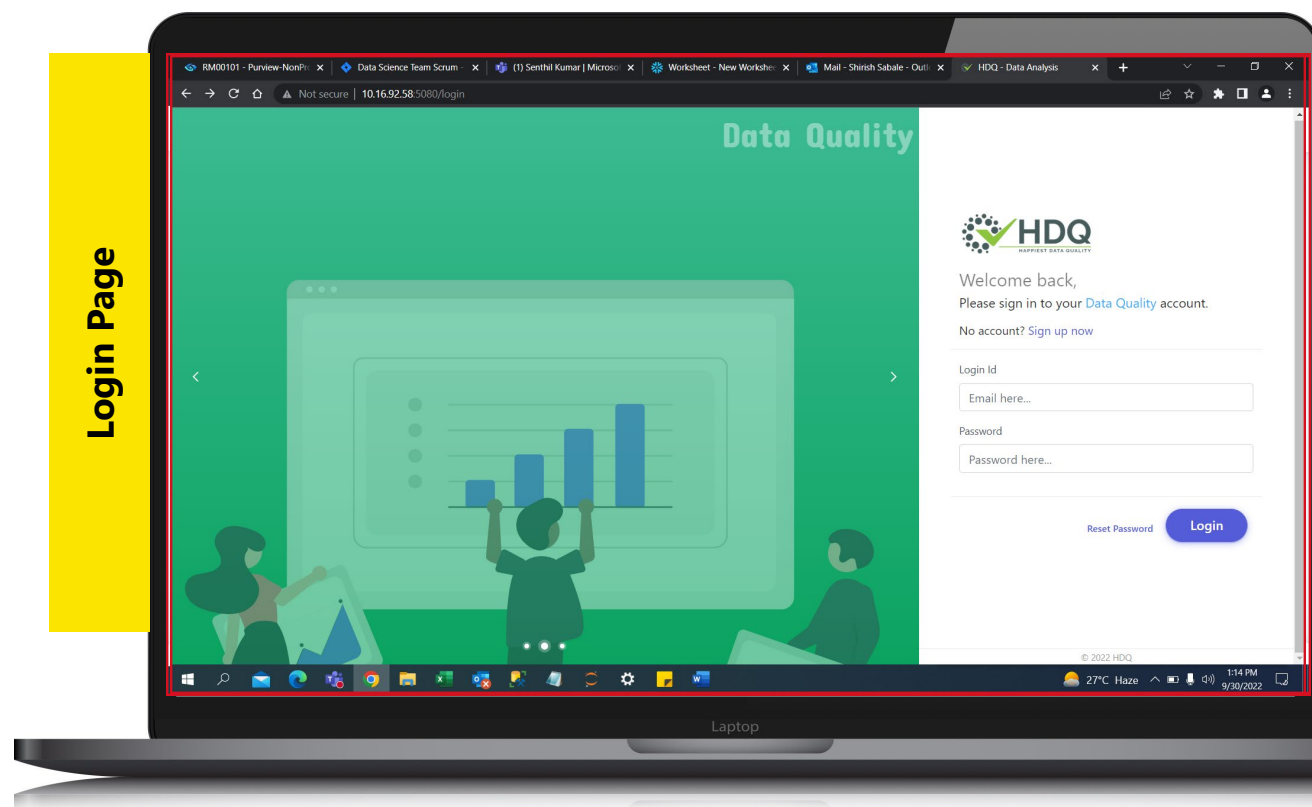 Login Page
RM00101 - Purview-NonPr
Data Science Team Scrum -
(1) Senthil Kumar | Microsof
Worksheet - New Workshe
Mail - Shirish Sabale - Outl
HDQ - Data Analysis
Not secure | 10.16.92.58:5080/login
Data Quality
HDQ
HAPPIEST DATA QUALITY
Welcome back,
Please sign in to your Data Quality account.
No account? Sign up now
Login Id
Email here...
Password
Password here...
Reset Password
Login
© 2022 HDQ
27°C Haze
1:14 PM
9/30/2022
Laptop